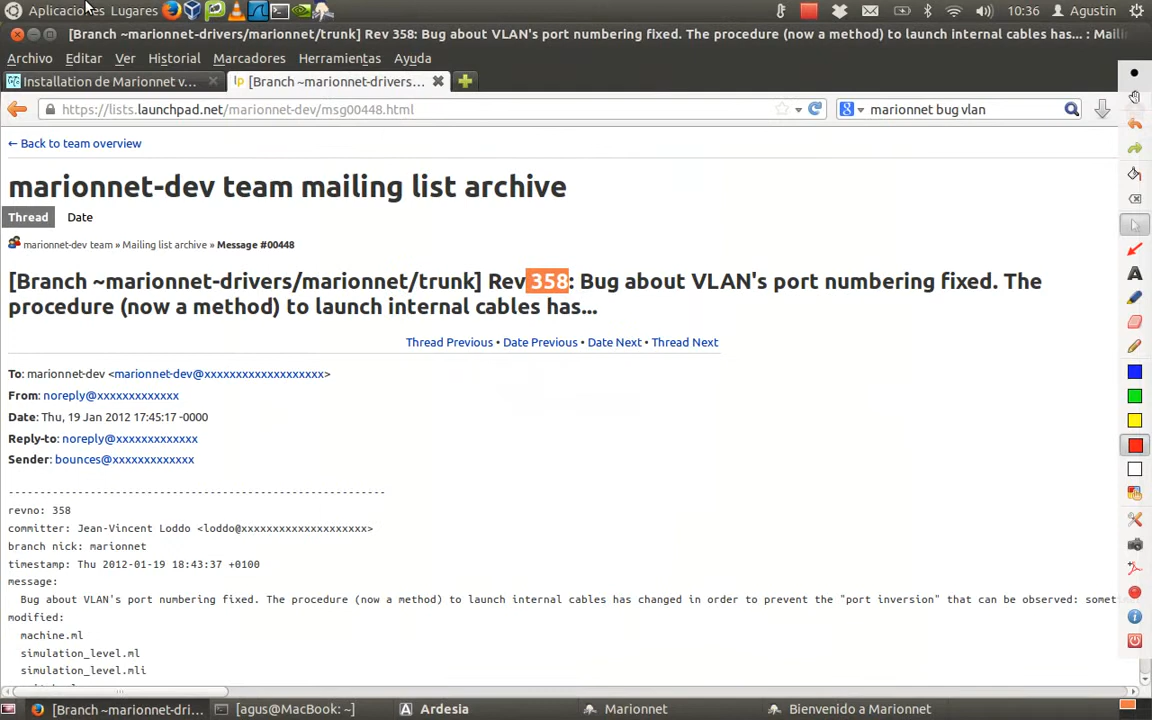 Aplicaciones Lugares 10:36 Agustin
[Branch ~marionnet-drivers/marionnet/trunk] Rev 358: Bug about VLAN's port numbering fixed. The procedure (now a method) to launch internal cables has... : Mailin
Archivo Editar Ver Historial Marcadores Herramientas Ayuda
Installation de Marionnet v... [Branch ~marionnet-drivers...
https://lists.launchpad.net/marionnet-dev/msg00448.html marionnet bug vlan
← Back to team overview
marionnet-dev team mailing list archive
Thread Date
marionnet-dev team » Mailing list archive » Message #00448
[Branch ~marionnet-drivers/marionnet/trunk] Rev 358: Bug about VLAN's port numbering fixed. The
procedure (now a method) to launch internal cables has...
Thread Previous • Date Previous • Date Next • Thread Next
To: marionnet-dev <marionnet-dev@xxxxxxxxxxxxxxxxxxx>
From: noreply@xxxxxxxxxxxxx
Date: Thu, 19 Jan 2012 17:45:17 -0000
Reply-to: noreply@xxxxxxxxxxxxx
Sender: bounces@xxxxxxxxxxxxx
------------------------------------------------------------
revno: 358
committer: Jean-Vincent Loddo <loddo@xxxxxxxxxxxxxxxxxxxx>
branch nick: marionnet
timestamp: Thu 2012-01-19 18:43:37 +0100
message:
Bug about VLAN's port numbering fixed. The procedure (now a method) to launch internal cables has changed in order to prevent the "port inversion" that can be observed: somet
modified:
machine.ml
simulation_level.ml
simulation_level.mli
[Branch ~marionnet-dri... [agus@MacBook: ~] Ardesia Marionnet Bienvenido a Marionnet